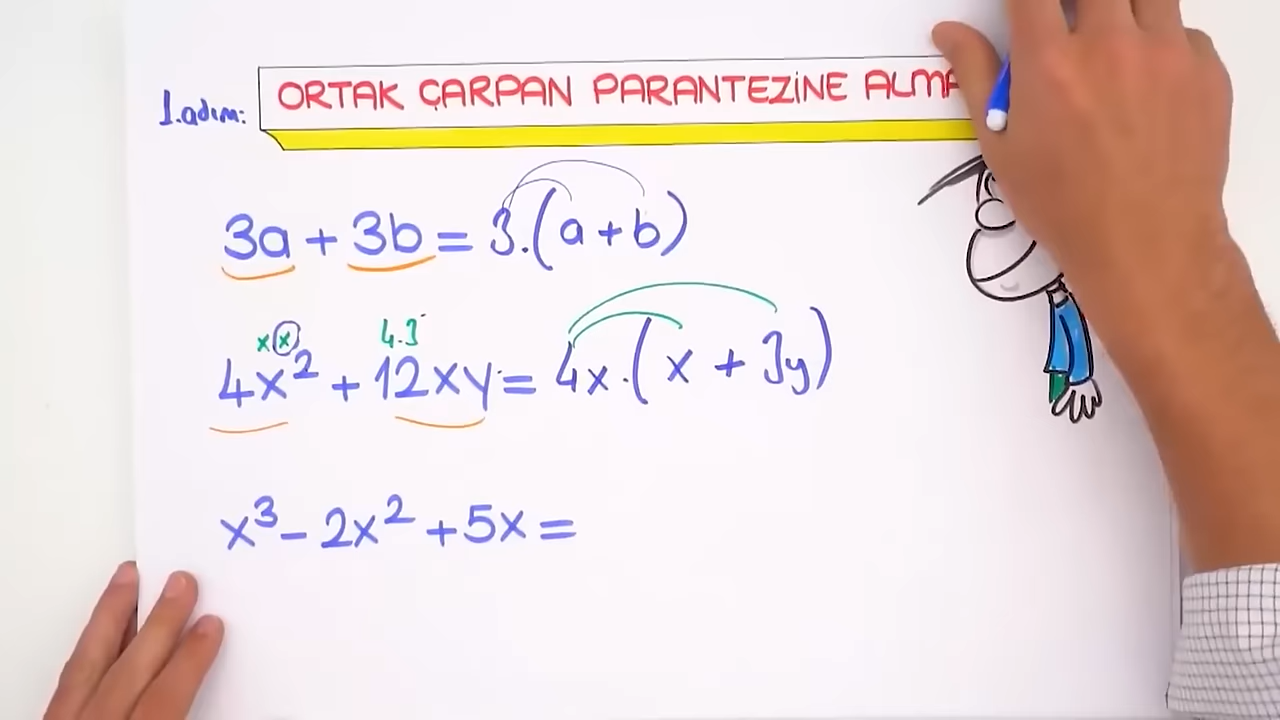 1.adım:
ORTAK ÇARPAN PARANTEZİNE ALMA
3a + 3b = 3.(a + b)
x x 4.3
4x² + 12xy = 4x.(x + 3y)
x³ - 2x² + 5x =